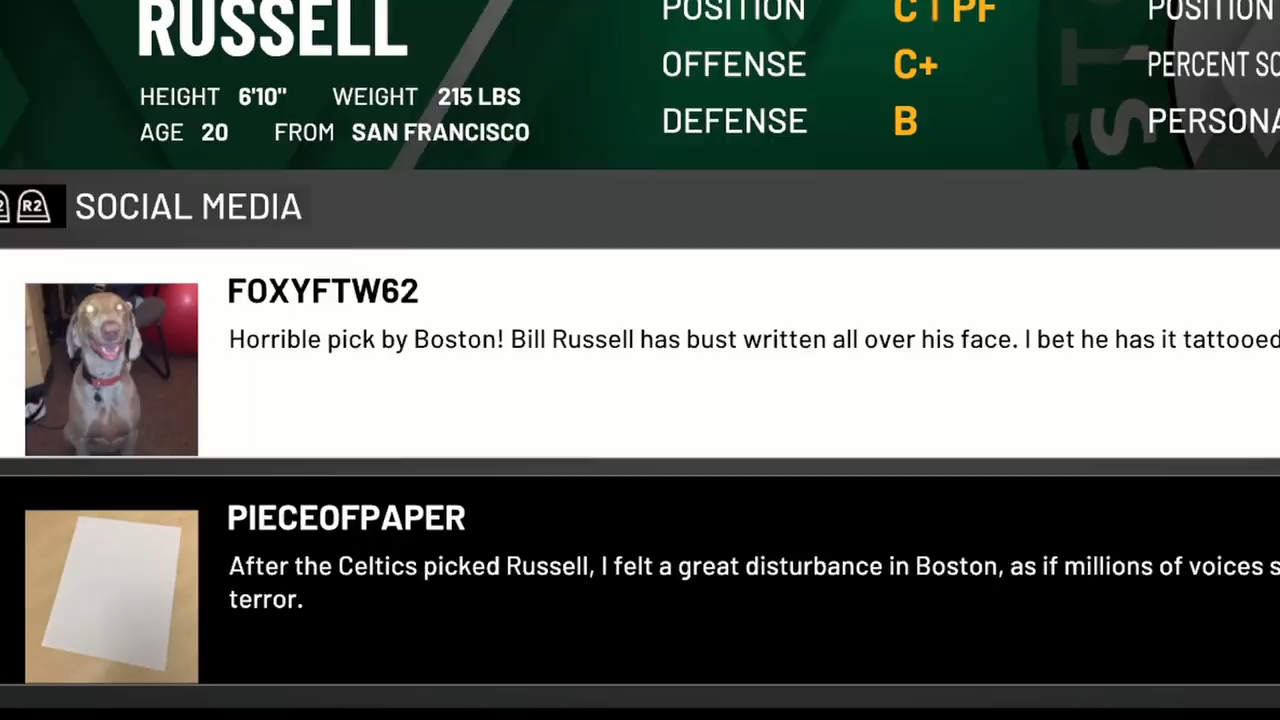 RUSSELL
POSITION C | PF POSITION
OFFENSE C+ PERCENT
HEIGHT 6'10" WEIGHT 215 LBS
DEFENSE B
AGE 20 FROM SAN FRANCISCO
R2 SOCIAL MEDIA
FOXYFTW62
Horrible pick by Boston! Bill Russell has bust written all over his face. I bet he has it tattooed
PIECEOFPAPER
After the Celtics picked Russell, I felt a great disturbance in Boston, as if millions of voices
terror.